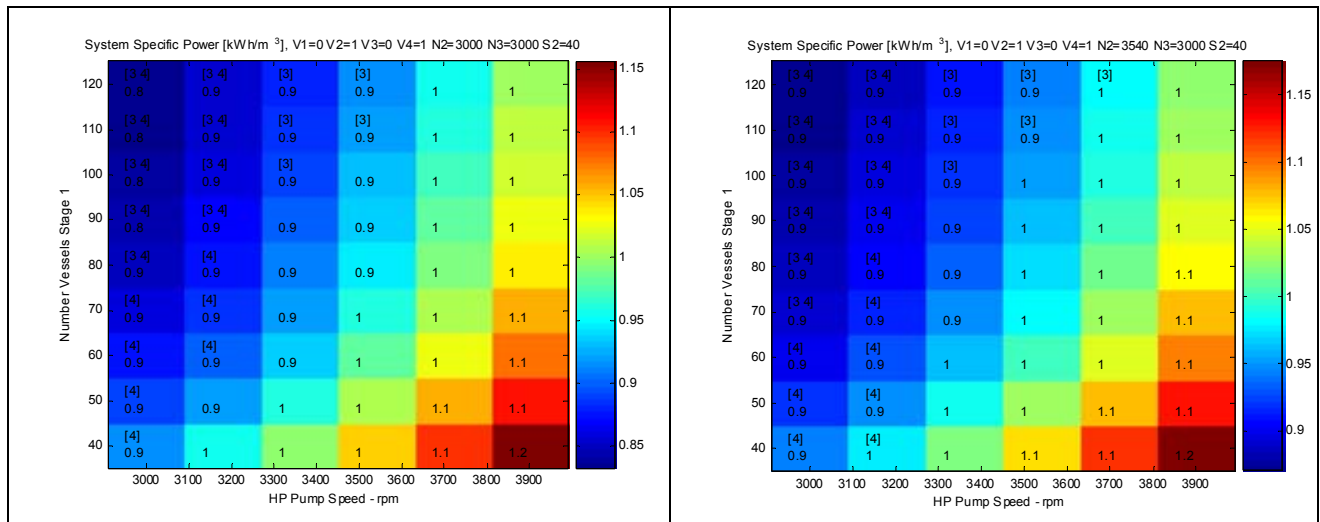 System Specific Power [kWh/m 3], V1=0 V2=1 V3=0 V4=1 N2=3000 N3=3000 S2=40
Number Vessels Stage 1
[3 4] [3 4] [3] [3]
120 0.8 0.9 0.9 0.9 1 1
[3 4] [3 4] [3] [3]
110 0.8 0.9 0.9 0.9 1 1
[3 4] [3 4] [3]
100 0.8 0.9 0.9 0.9 1 1
[3 4] [3 4]
90 0.8 0.9 0.9 0.9 1 1
[3 4] [4]
80 0.9 0.9 0.9 0.9 1 1
[4] [4]
70 0.9 0.9 0.9 1 1 1.1
[4] [4]
60 0.9 0.9 0.9 1 1 1.1
[4]
50 0.9 0.9 1 1 1.1 1.1
[4]
40 0.9 1 1 1 1.1 1.2
3000 3100 3200 3300 3400 3500 3600 3700 3800 3900
HP Pump Speed - rpm
1.15
1.1
1.05
1
0.95
0.9
0.85
System Specific Power [kWh/m 3], V1=0 V2=1 V3=0 V4=1 N2=3540 N3=3000 S2=40
Number Vessels Stage 1
[3 4] [3 4] [3] [3] [3]
120 0.9 0.9 0.9 0.9 1 1
[3 4] [3 4] [3] [3]
110 0.9 0.9 0.9 0.9 1 1
[3 4] [3 4] [3]
100 0.9 0.9 0.9 1 1 1
[3 4] [3 4]
90 0.9 0.9 0.9 1 1 1
[3 4] [4]
80 0.9 0.9 0.9 1 1 1.1
[3 4] [4]
70 0.9 0.9 0.9 1 1 1.1
[4] [4]
60 0.9 0.9 1 1 1 1.1
[4] [4]
50 0.9 0.9 1 1 1.1 1.1
[4] [4]
40 0.9 1 1 1.1 1.1 1.2
3000 3100 3200 3300 3400 3500 3600 3700 3800 3900
HP Pump Speed - rpm
1.15
1.1
1.05
1
0.95
0.9